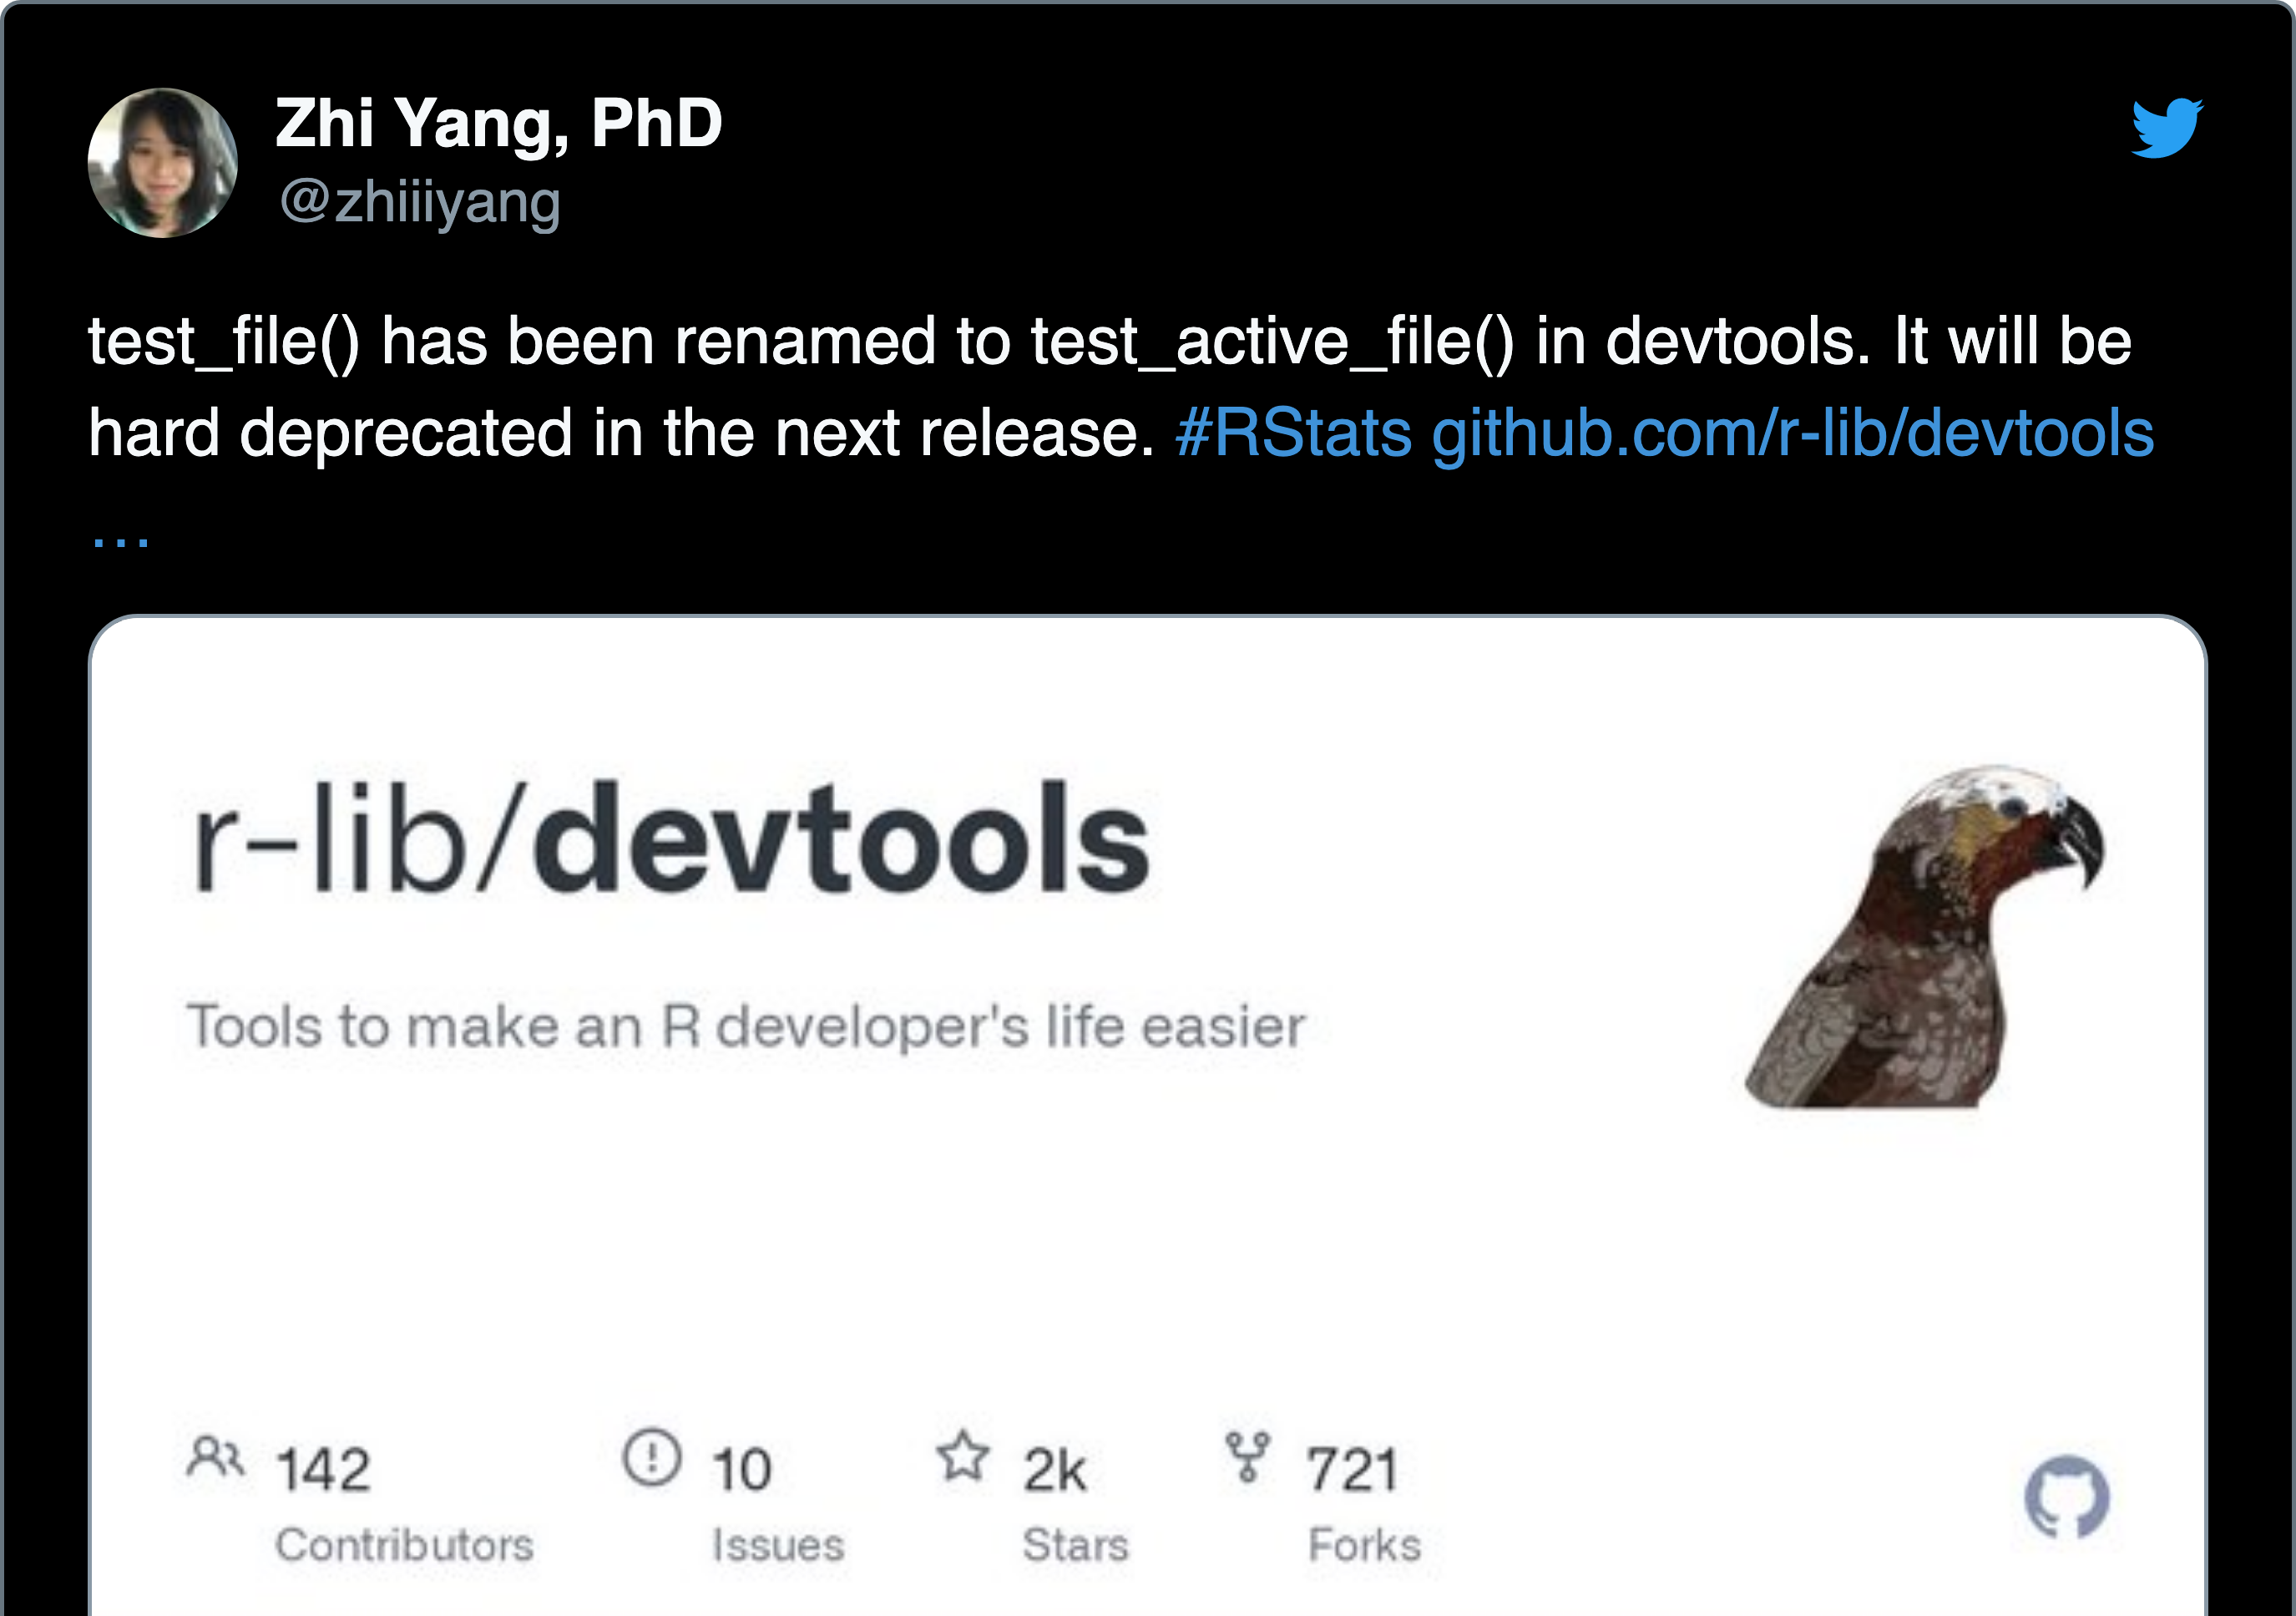 Zhi Yang, PhD
@zhiiiyang
test_file() has been renamed to test_active_file() in devtools. It will be
hard deprecated in the next release. #RStats github.com/r-lib/devtools
...
r-lib/devtools
Tools to make an R developer's life easier
142 10 2k 721
Contributors Issues Stars Forks